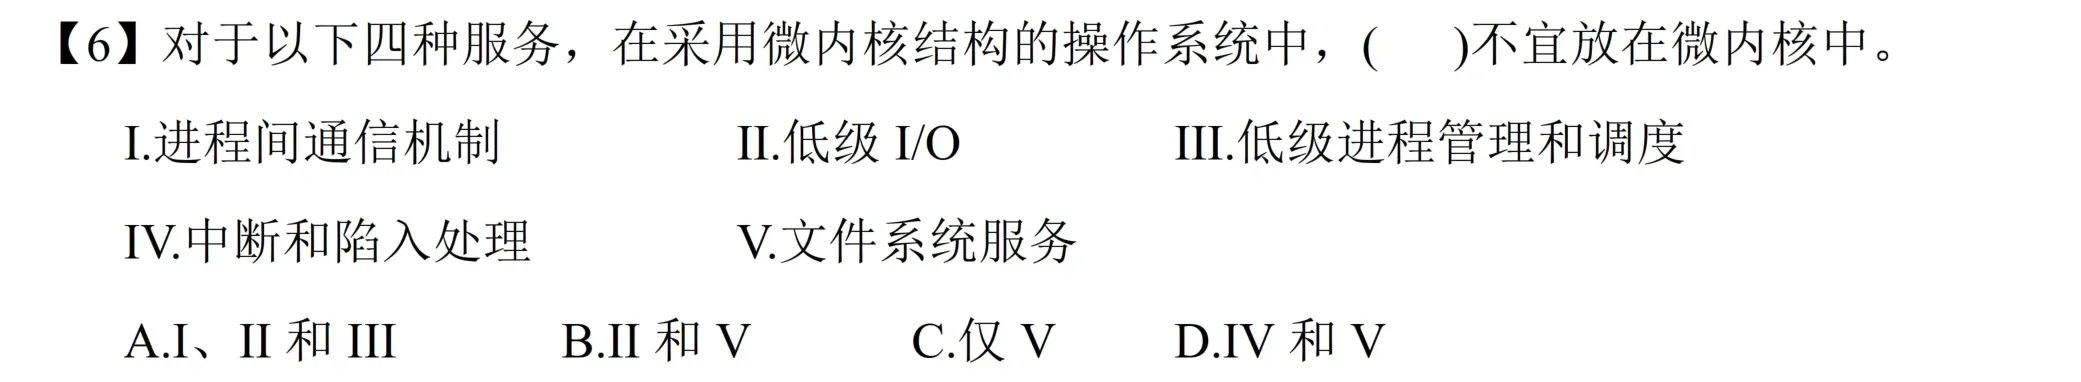 【6】对于以下四种服务，在采用微内核结构的操作系统中，(    )不宜放在微内核中。
I.进程间通信机制 II.低级 I/O III.低级进程管理和调度
IV.中断和陷入处理 V.文件系统服务
A.I、II 和 III B.II 和 V C.仅 V D.IV 和 V